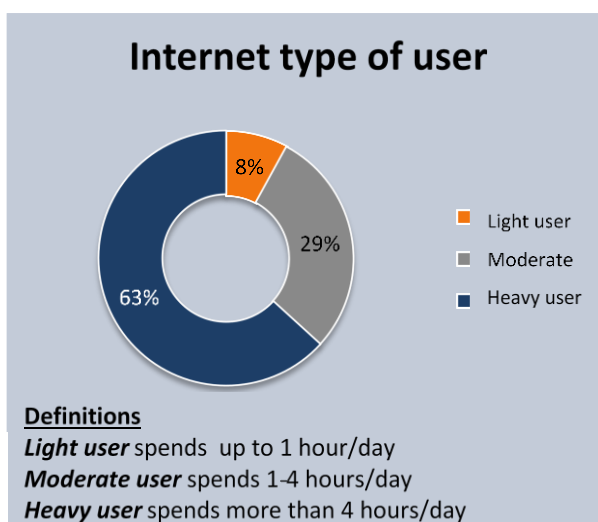 Internet type of user
8%
29%
63%
Light user
Moderate
Heavy user
Definitions
Light user spends up to 1 hour/day
Moderate user spends 1-4 hours/day
Heavy user spends more than 4 hours/day